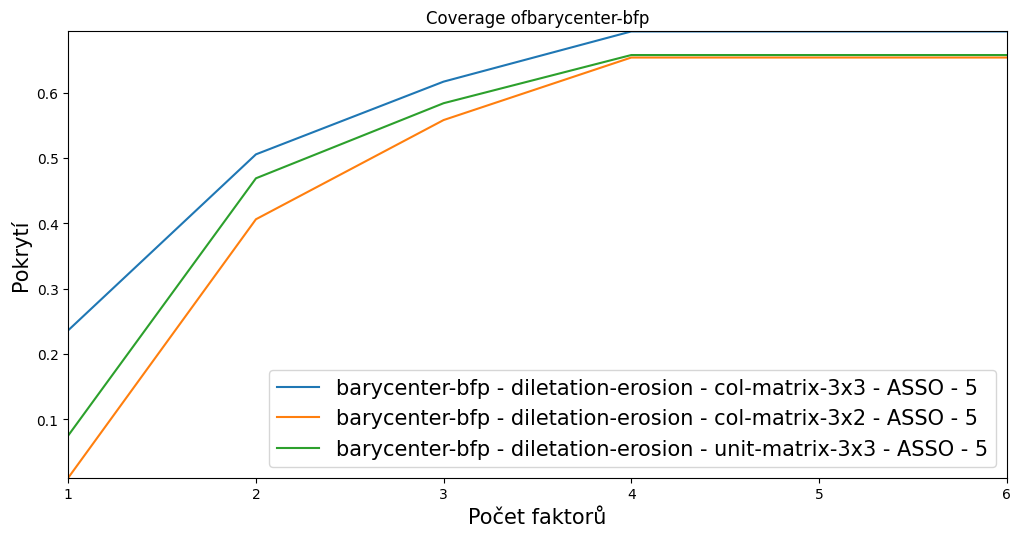 Coverage ofbarycenter-bfp
Pokrytí
0.6
0.5
0.4
0.3
0.2
0.1
barycenter-bfp - diletation-erosion - col-matrix-3x3 - ASSO - 5
barycenter-bfp - diletation-erosion - col-matrix-3x2 - ASSO - 5
barycenter-bfp - diletation-erosion - unit-matrix-3x3 - ASSO - 5
1 2 3 4 5 6
Počet faktorů